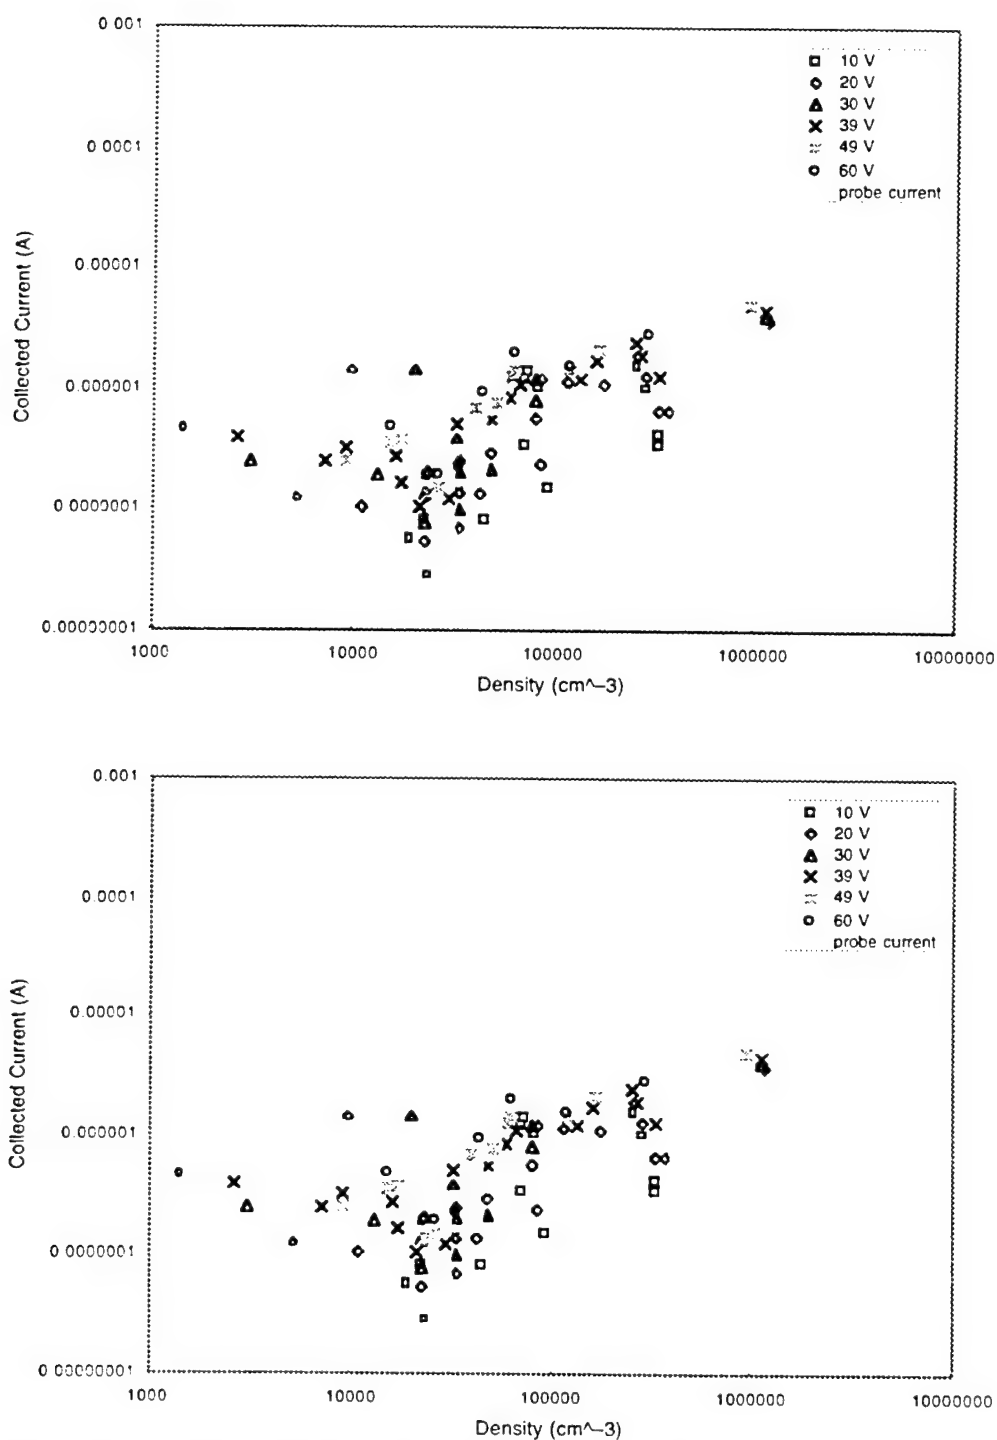 0.001
10 V
20 V
30 V
39 V
49 V
60 V
probe current
0.0001
0.00001
0.000001
0.0000001
0.00000001
Collected Current (A)
1000
10000
100000
1000000
10000000
Density (cm^-3)
0.001
10 V
20 V
30 V
39 V
49 V
60 V
probe current
0.0001
0.00001
0.000001
0.0000001
0.00000001
Collected Current (A)
1000
10000
100000
1000000
10000000
Density (cm^-3)